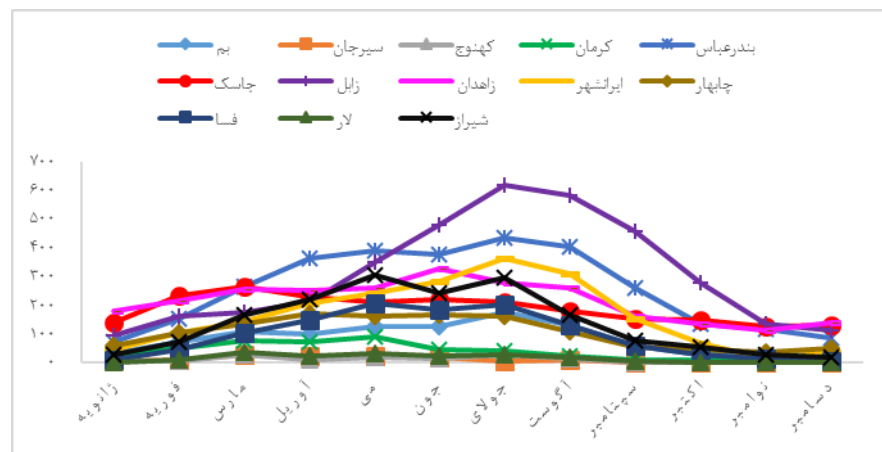 بم سیرجان کهنوج کرمان بندرعباس
جاسک زابل زاهدان ایرانشهر چابهار
فسا لار شیراز
۷۰۰
۶۰۰
۵۰۰
۴۰۰
۳۰۰
۲۰۰
۱۰۰
۰
ژانویه فوریه مارس آوریل می جون جولای آگوست سپتامبر اکتبر نوامبر دسامبر